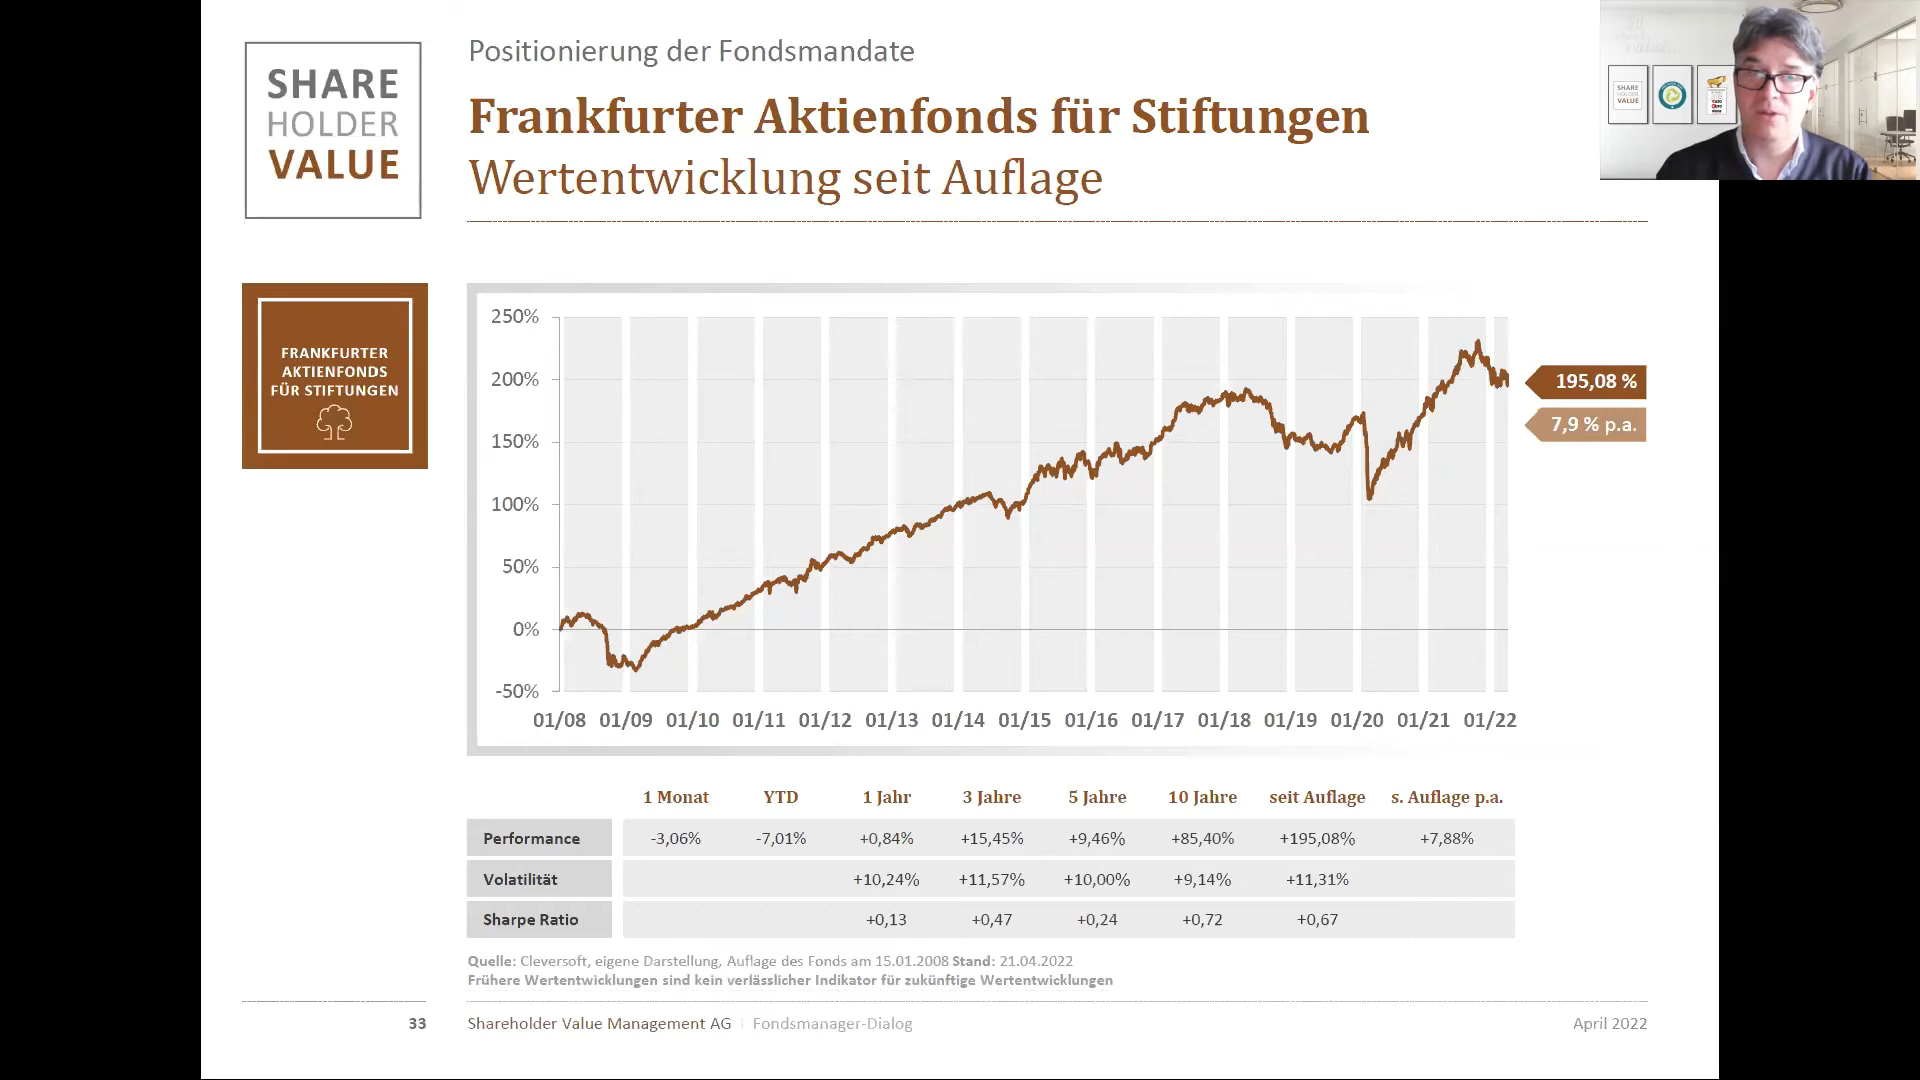 SHARE
HOLDER
VALUE
Positionierung der Fondsmandate
Frankfurter Aktienfonds für Stiftungen
Wertentwicklung seit Auflage
SHARE
HOLDER
VALUE
FRANKFURTER
AKTIENFONDS
FÜR STIFTUNGEN
250%
200%
150%
100%
50%
0%
-50%
01/08 01/09 01/10 01/11 01/12 01/13 01/14 01/15 01/16 01/17 01/18 01/19 01/20 01/21 01/22
195,08 %
7,9 % p.a.
1 Monat YTD 1 Jahr 3 Jahre 5 Jahre 10 Jahre seit Auflage s. Auflage p.a.
Performance -3,06% -7,01% +0,84% +15,45% +9,46% +85,40% +195,08% +7,88%
Volatilität +10,24% +11,57% +10,00% +9,14% +11,31%
Sharpe Ratio +0,13 +0,47 +0,24 +0,72 +0,67
Quelle: Cleversoft, eigene Darstellung, Auflage des Fonds am 15.01.2008 Stand: 21.04.2022
Frühere Wertentwicklungen sind kein verlässlicher Indikator für zukünftige Wertentwicklungen
33 Shareholder Value Management AG | Fondsmanager-Dialog April 2022